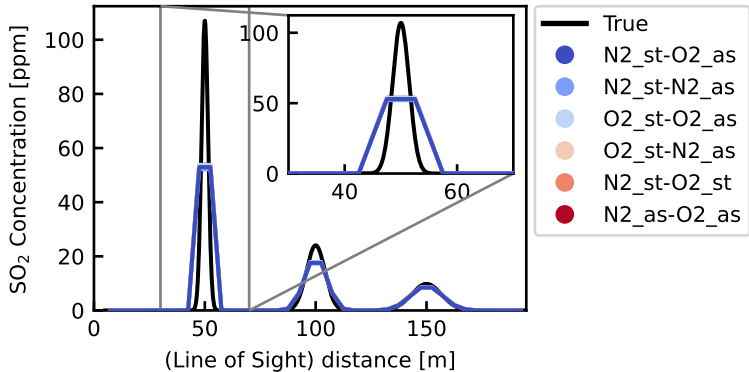 SO₂ Concentration [ppm]
100
80
60
40
20
0
0
50
100
150
(Line of Sight) distance [m]
100
50
0
40
60
True
N2_st-O2_as
N2_st-N2_as
O2_st-O2_as
O2_st-N2_as
N2_st-O2_st
N2_as-O2_as